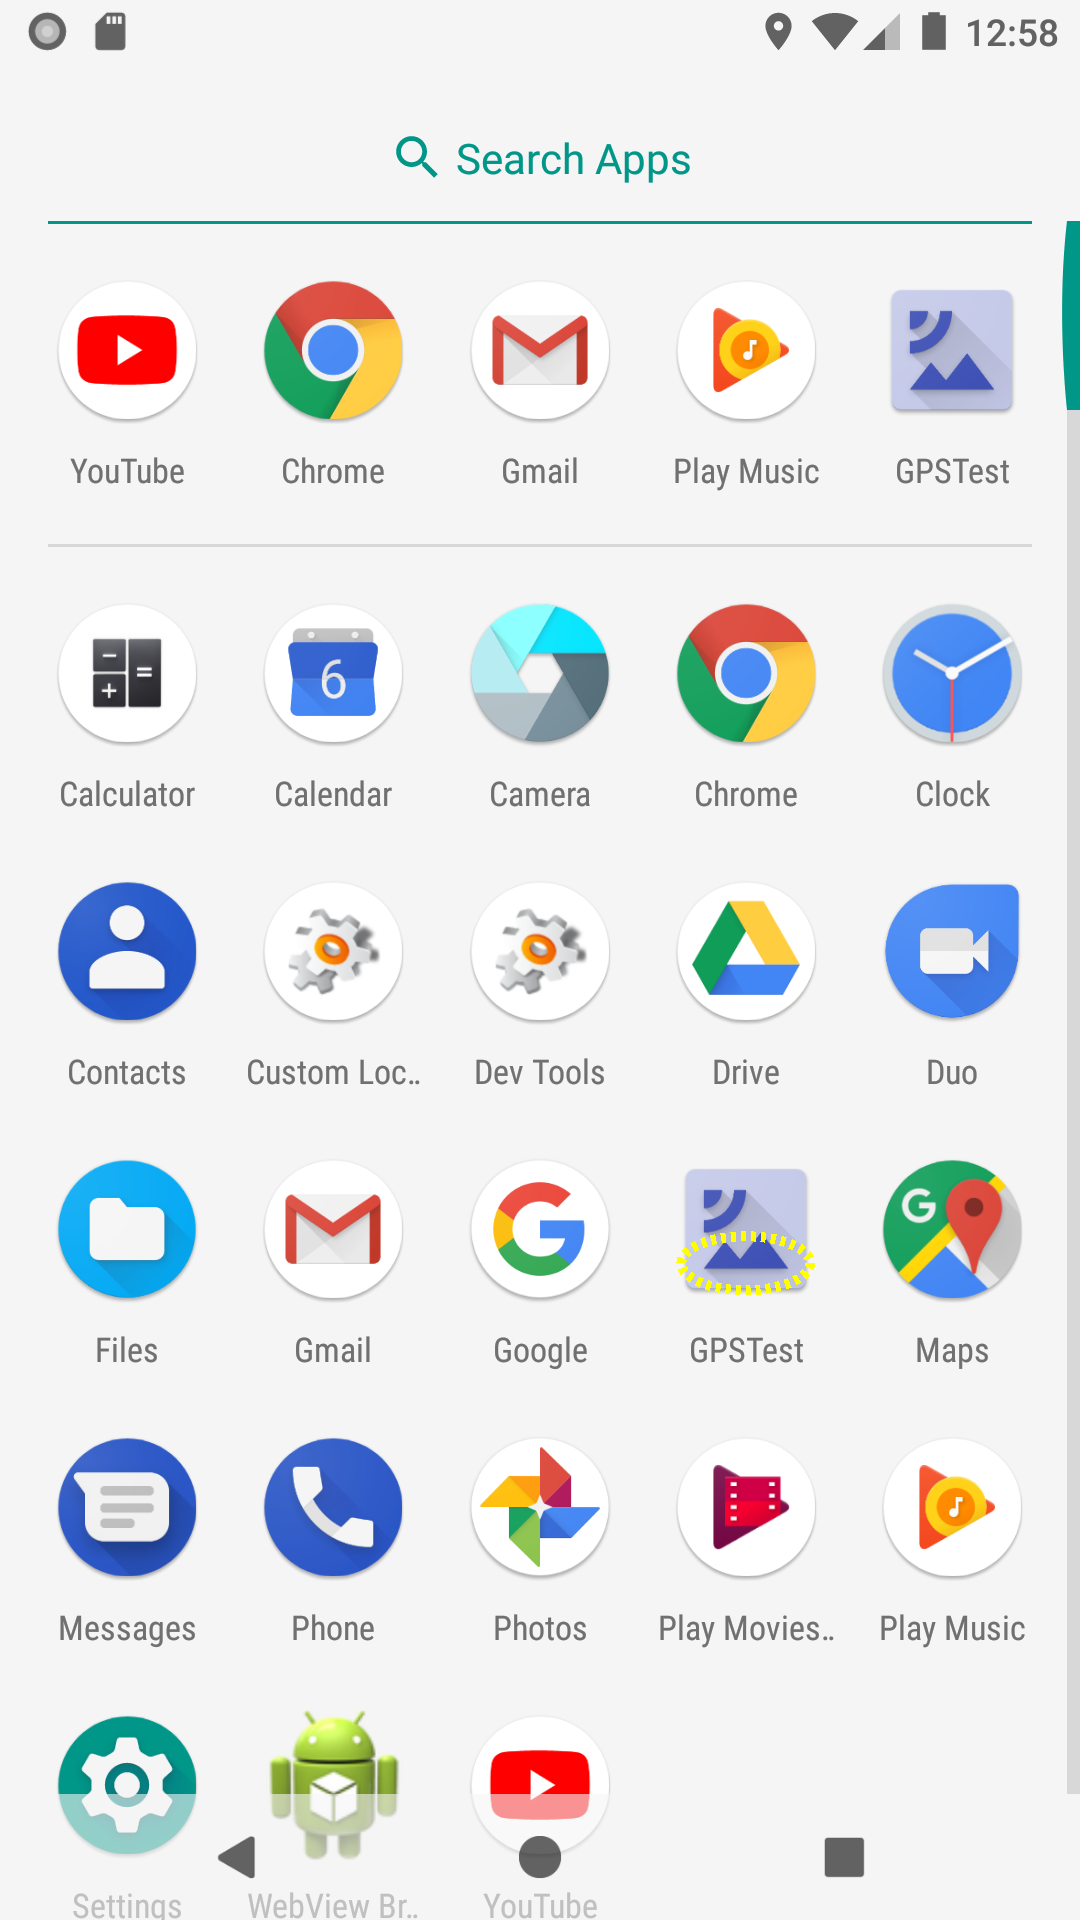 12:58
Search Apps
YouTube Chrome Gmail Play Music GPSTest
6
Calculator Calendar Camera Chrome Clock
Contacts Custom Loc.. Dev Tools Drive Duo
G
Files Gmail Google GPSTest Maps
Messages Phone Photos Play Movies.. Play Music
Settings WebView Br.. YouTube